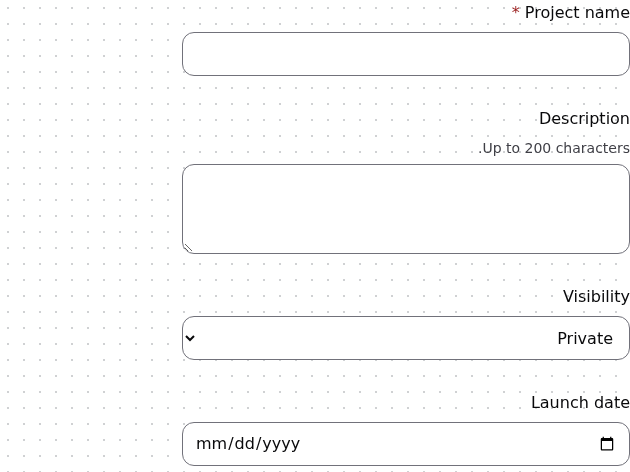 * Project name
Description
.Up to 200 characters
Visibility
Private
Launch date
mm/dd/yyyy